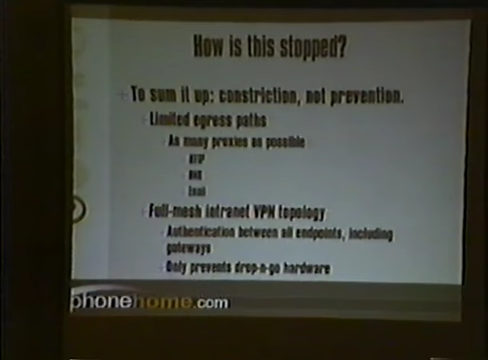 How is this stopped?
To sum it up: constriction, not prevention.
Limited egress paths
As many proxies as possible
HTTP
DNS
Email
Full-mesh intranet VPN topology
Authentication between all endpoints, including
gateways
Only prevents drop-n-go hardware
phonehome.com